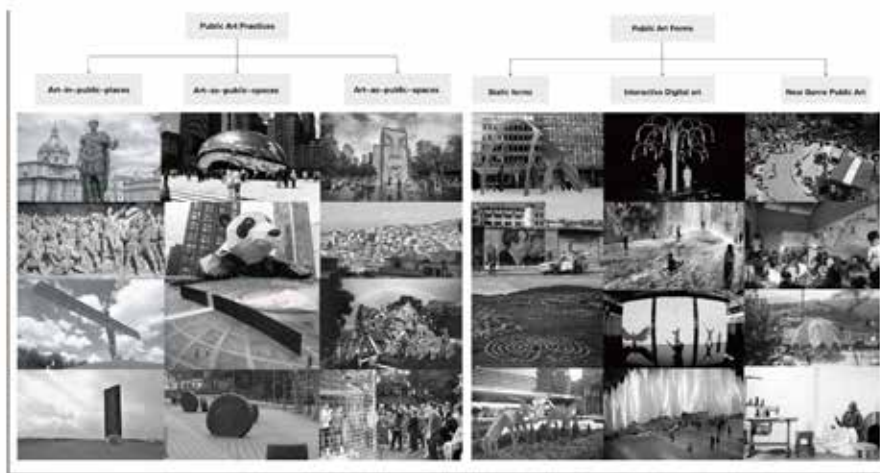 Public Art Practices
Public Art Forms
Art-in-public-places
Art-as-public-spaces
Art-as-public-spaces
Static forms
Interactive Digital art
New Genre Public Art